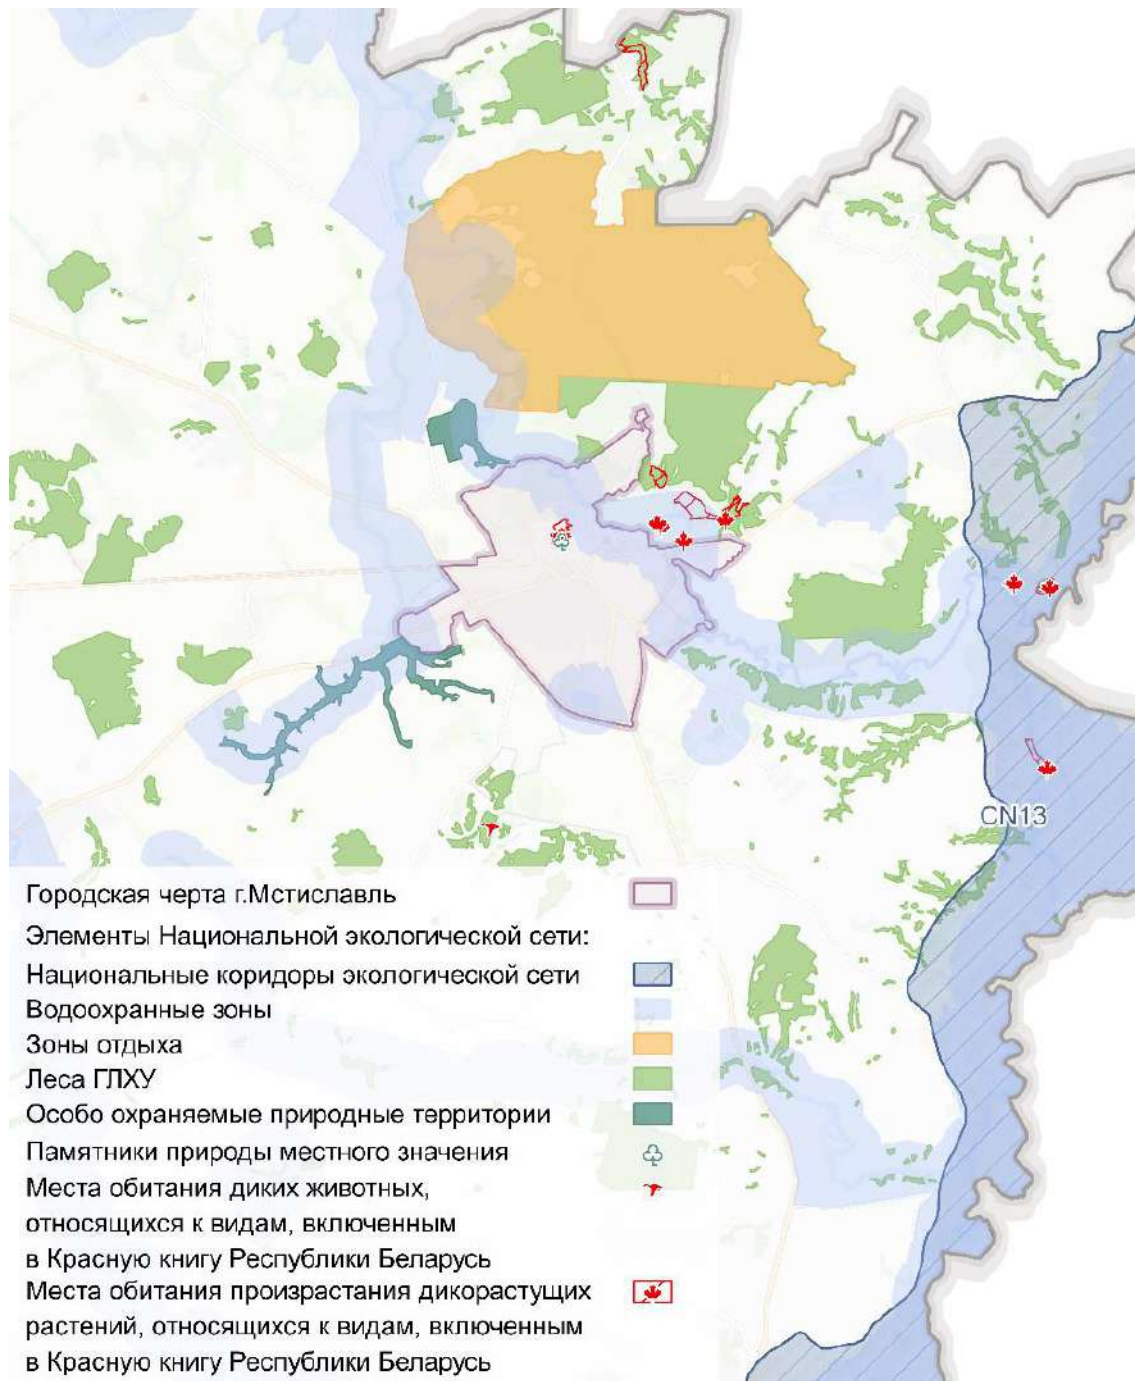 CN13
Городская черта г.Мстиславль
Элементы Национальной экологической сети:
Национальные коридоры экологической сети
Водоохранные зоны
Зоны отдыха
Леса ГЛХУ
Особо охраняемые природные территории
Памятники природы местного значения
Места обитания диких животных,
относящихся к видам, включенным
в Красную книгу Республики Беларусь
Места обитания произрастания дикорастущих
растений, относящихся к видам, включенным
в Красную книгу Республики Беларусь